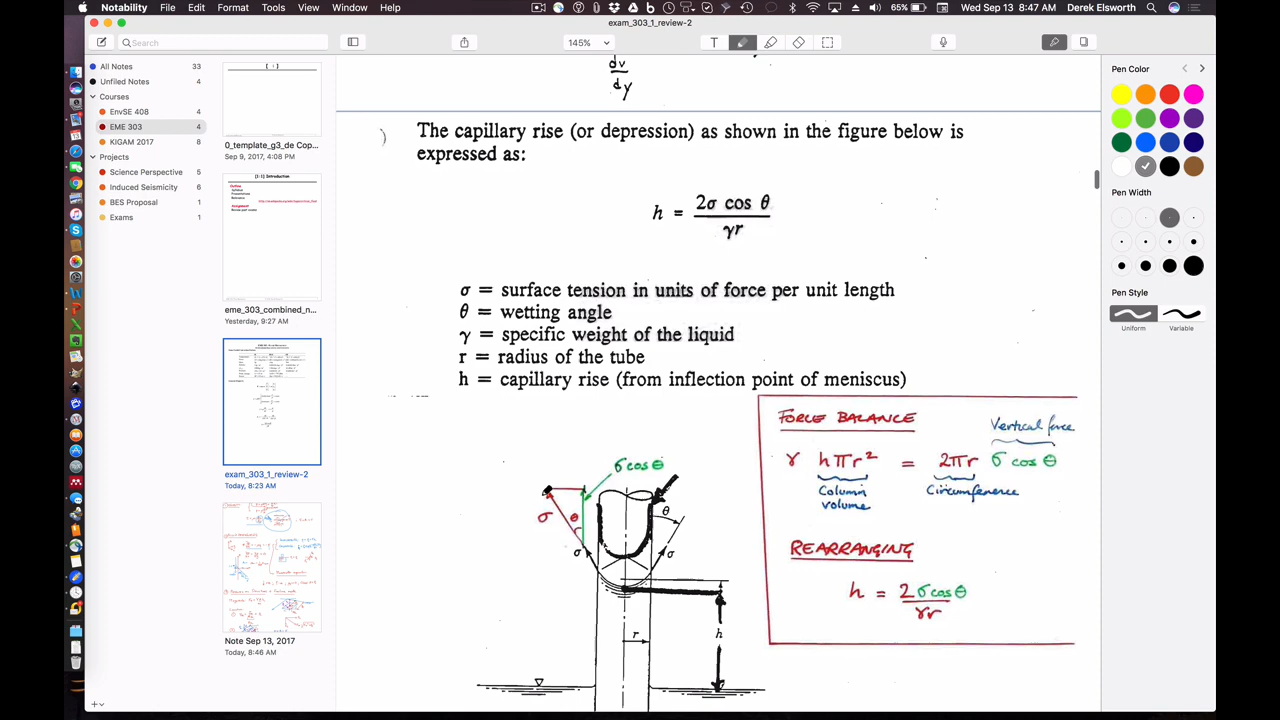 Notability File Edit Format Tools View Window Help 65% Wed Sep 13 8:47 AM Derek Elsworth
exam_303_1_review-2
Search 145% T
All Notes 33
Unfiled Notes 4
Courses
EnvSE 408 4
EME 303 4
KIGAM 2017 8
Projects
Science Perspective 5
Induced Seismicity 6
BES Proposal 2
Exams 1
0_template_g3_de Cop...
Sep 9, 2017, 4:08 PM
[1:1] Introduction
eme_303_combined_n...
Yesterday, 9:27 AM
exam_303_1_review-2
Today, 8:23 AM
Note Sep 13, 2017
Today, 8:46 AM
dv
dy
) The capillary rise (or depression) as shown in the figure below is
expressed as:
h = 2σ cos θ
γr
σ = surface tension in units of force per unit length
θ = wetting angle
γ = specific weight of the liquid
r = radius of the tube
h = capillary rise (from inflection point of meniscus)
σ cos θ
σ θ
θ
σ σ
r
h
FORCE BALANCE
Vertical force
γ hπr² = 2πr σ cos θ
Column
volume
Circumference
REARRANGING
h = 2σcosθ
γr
Pen Color
Pen Width
Pen Style
Uniform Variable